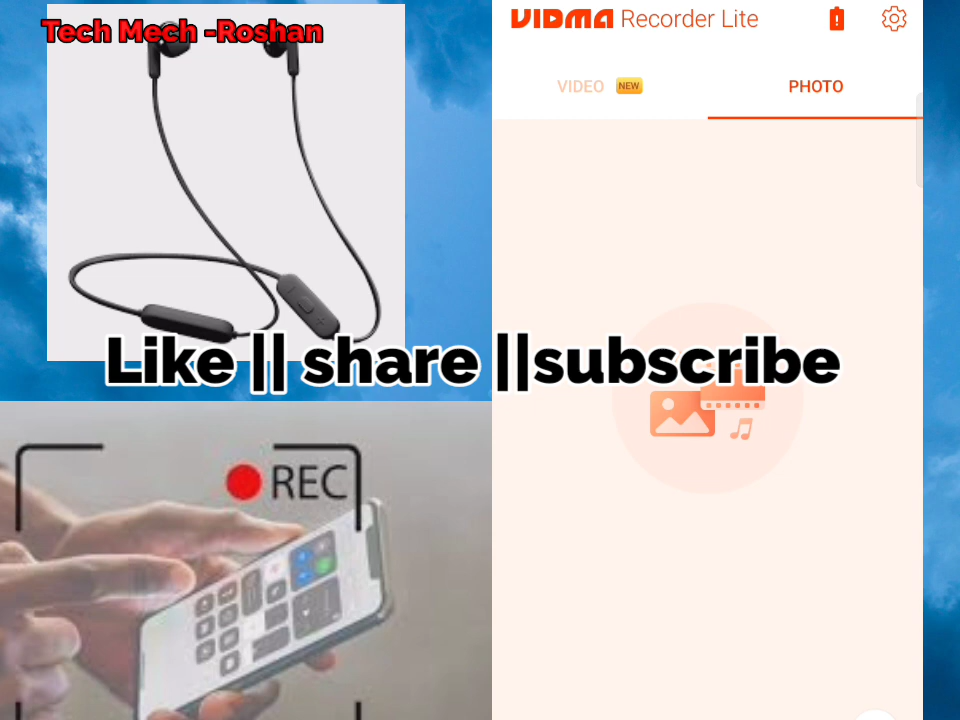 Tech Mech -Roshan
VIDMA Recorder Lite
VIDEO NEW
PHOTO
Like || share ||subscribe
REC